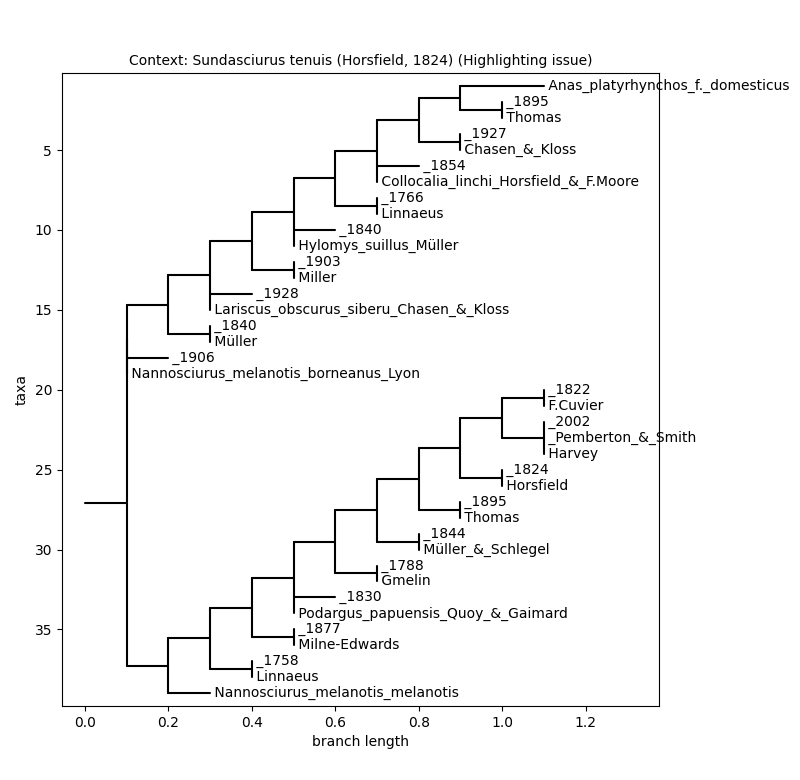 Context: Sundasciurus tenuis (Horsfield, 1824) (Highlighting issue)
Anas_platyrhynchos_f._domesticus
_1895
Thomas
_1927
Chasen_&_Kloss
_1854
Collocalia_linchi_Horsfield_&_F.Moore
_1766
Linnaeus
_1840
Hylomys_suillus_Müller
_1903
Miller
_1928
Lariscus_obscurus_siberu_Chasen_&_Kloss
_1840
Müller
_1906
Nannosciurus_melanotis_borneanus_Lyon
_1822
F.Cuvier
_2002
_Pemberton_&_Smith
Harvey
_1824
Horsfield
_1895
Thomas
_1844
Müller_&_Schlegel
_1788
Gmelin
_1830
Podargus_papuensis_Quoy_&_Gaimard
_1877
Milne-Edwards
_1758
Linnaeus
Nannosciurus_melanotis_melanotis
5
10
15
20
25
30
35
taxa
0.0 0.2 0.4 0.6 0.8 1.0 1.2
branch length